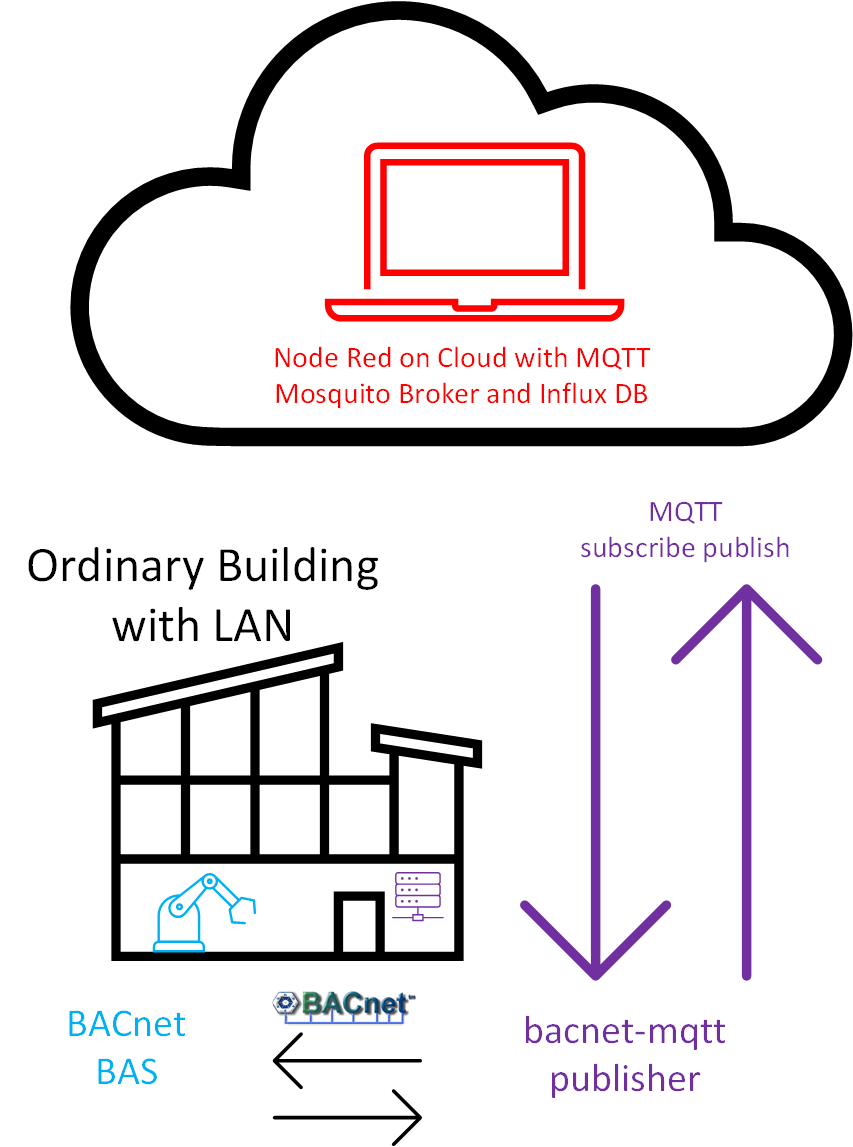 Node Red on Cloud with MQTT
Mosquito Broker and Influx DB
MQTT
subscribe publish
Ordinary Building
with LAN
BACnet™
BACnet
BAS
bacnet-mqtt
publisher